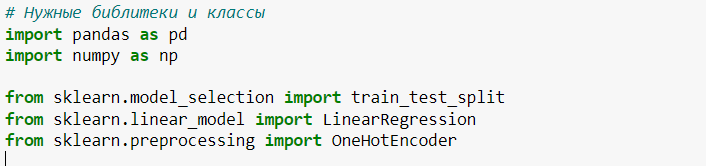 # Нужные библитеки и классы
import pandas as pd
import numpy as np
from sklearn.model_selection import train_test_split
from sklearn.linear_model import LinearRegression
from sklearn.preprocessing import OneHotEncoder